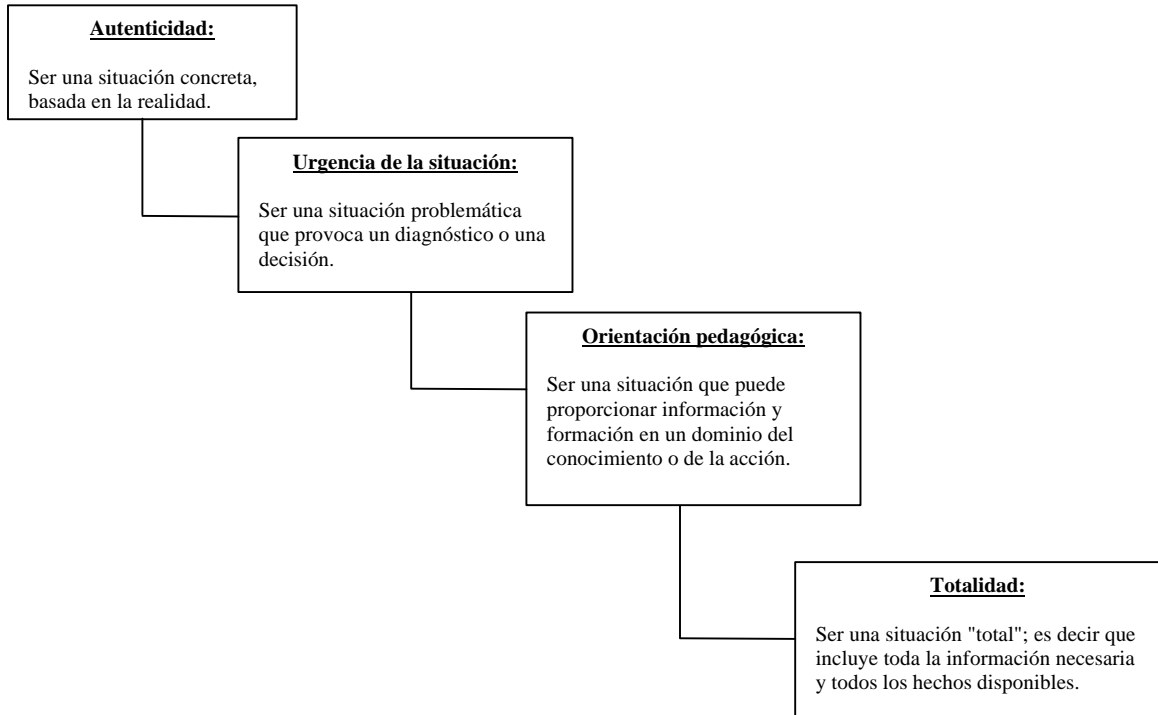 Autenticidad:
Ser una situación concreta,
basada en la realidad.
Urgencia de la situación:
Ser una situación problemática
que provoca un diagnóstico o una
decisión.
Orientación pedagógica:
Ser una situación que puede
proporcionar información y
formación en un dominio del
conocimiento o de la acción.
Totalidad:
Ser una situación "total"; es decir que
incluye toda la información necesaria
y todos los hechos disponibles.